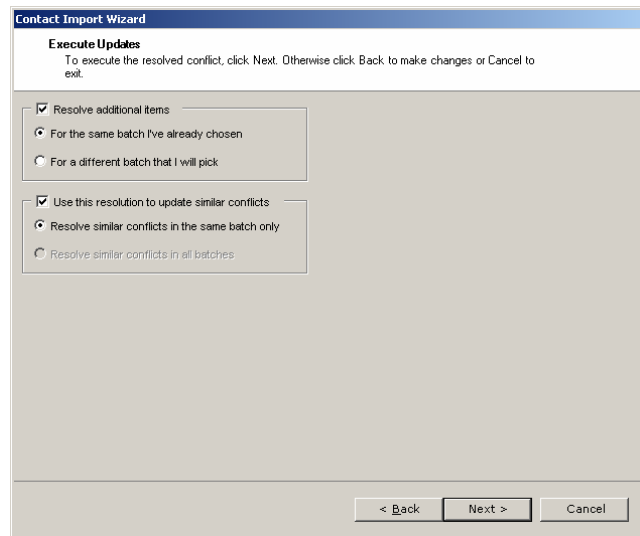 Contact Import Wizard
Execute Updates
To execute the resolved conflict, click Next. Otherwise click Back to make changes or Cancel to
exit.
Resolve additional items
For the same batch I've already chosen
For a different batch that I will pick
Use this resolution to update similar conflicts
Resolve similar conflicts in the same batch only
Resolve similar conflicts in all batches
< Back Next > Cancel